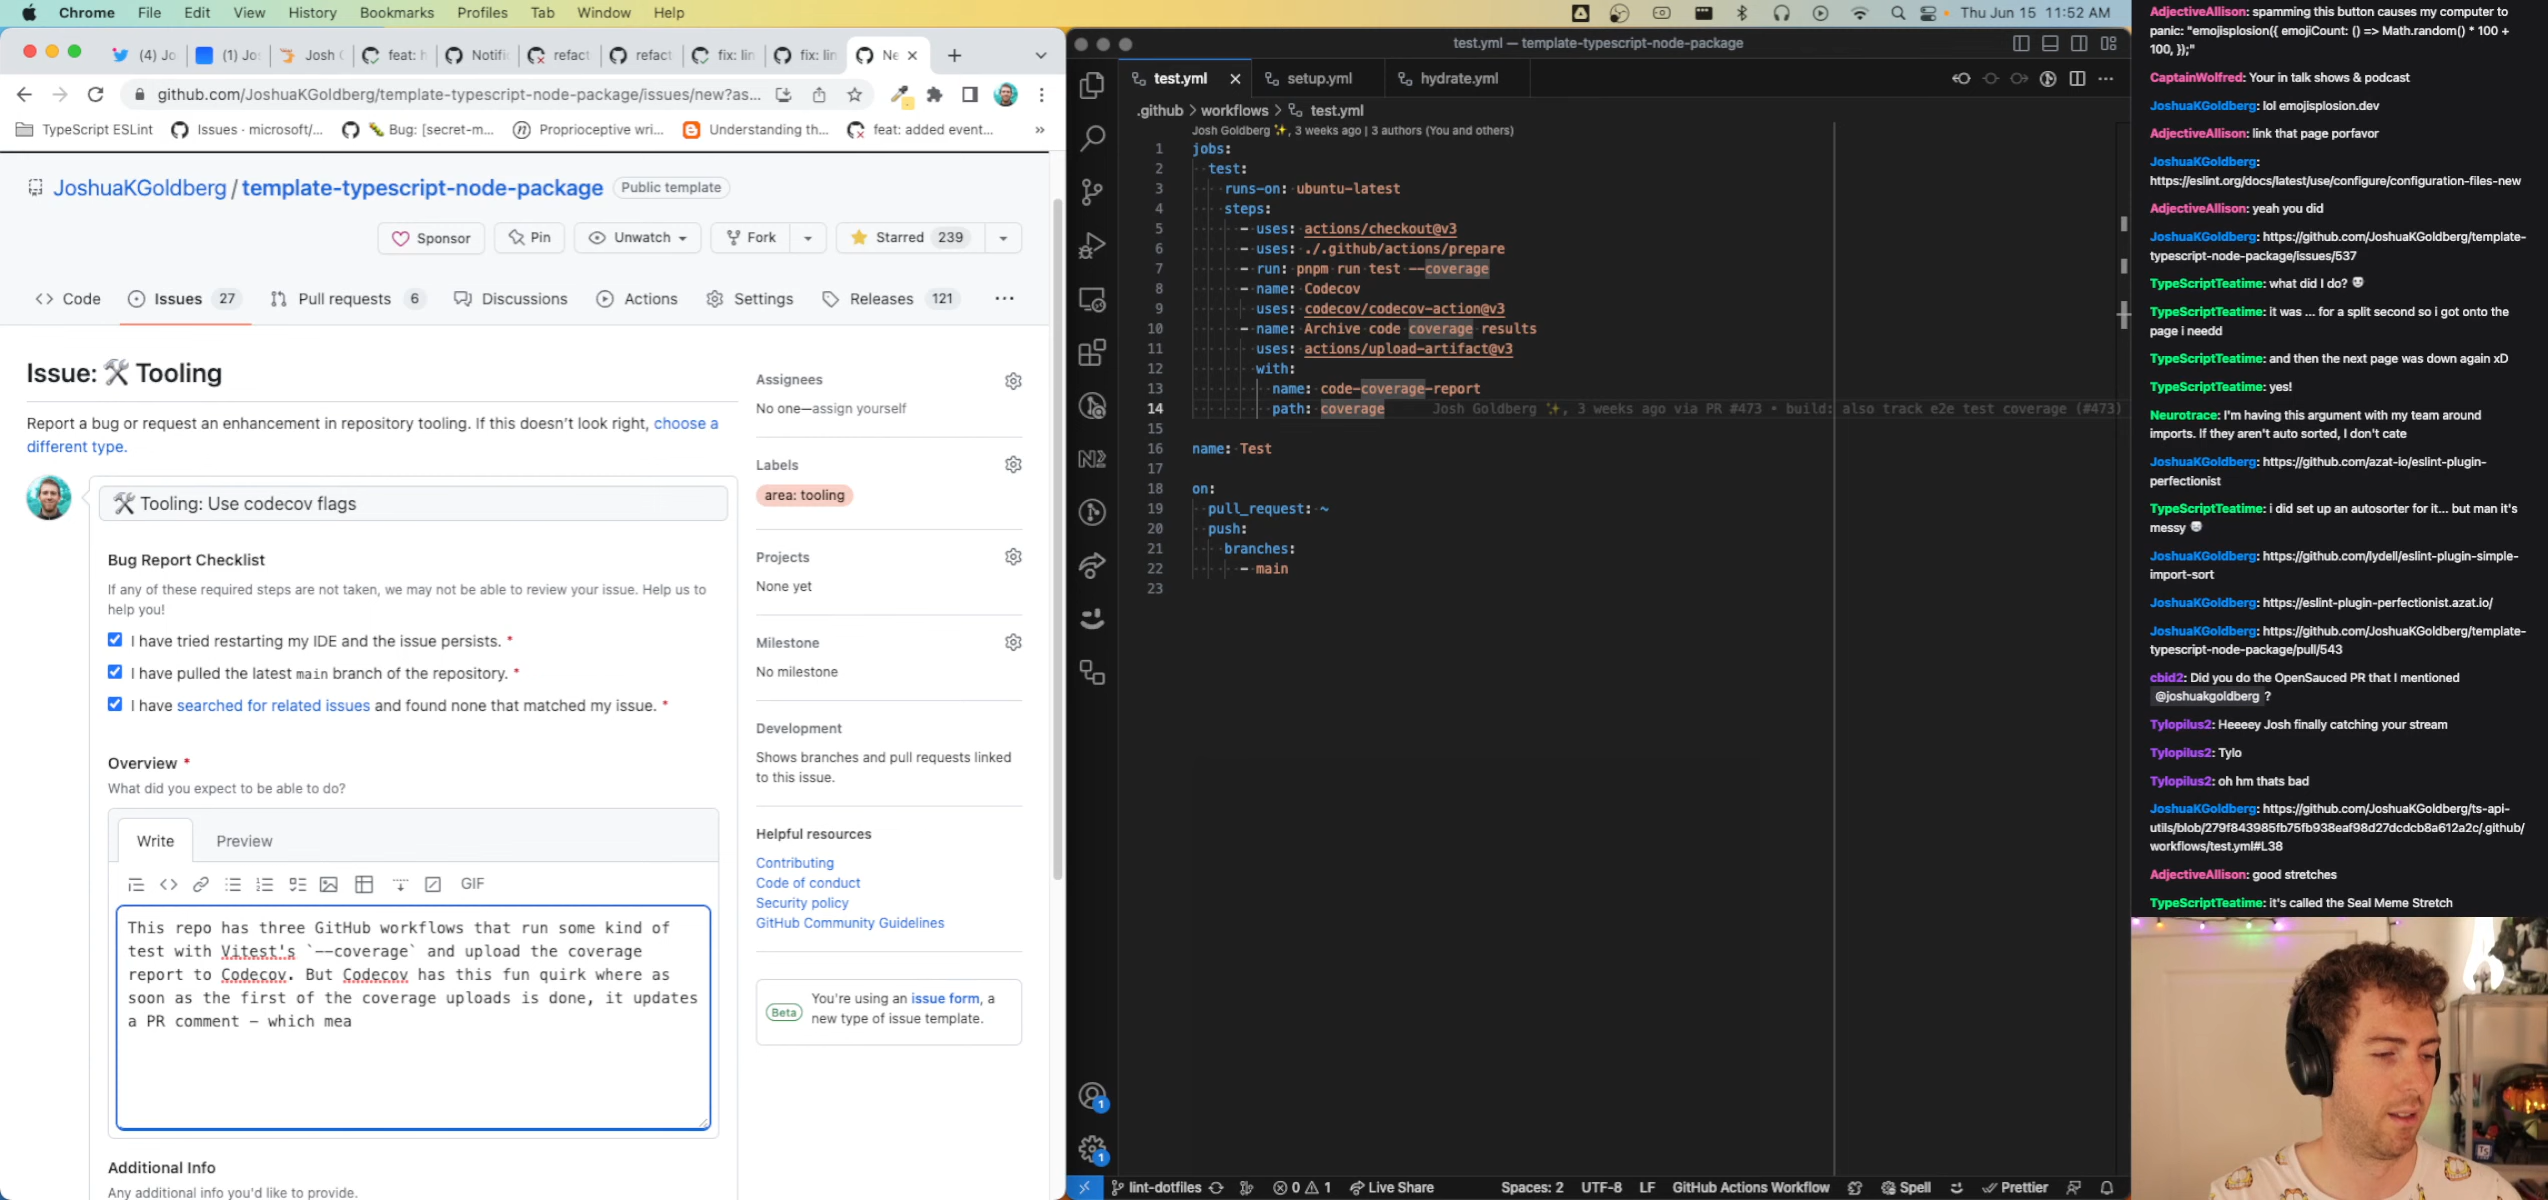 Chrome File Edit View History Bookmarks Profiles Tab Window Help
Thu Jun 15 11:52 AM
(4) Jo
(1) Jo
Josh
feat: h
Notifi
refact
refact
fix: lin
fix: lin
Ne
github.com/JoshuaKGoldberg/template-typescript-node-package/issues/new?as...
TypeScript ESLint
Issues · microsoft/...
Bug: [secret-m...
Proprioceptive wri...
Understanding th...
feat: added event...
»
JoshuaKGoldberg / template-typescript-node-package Public template
Sponsor Pin Unwatch Fork Starred 239
Code Issues 27 Pull requests 6 Discussions Actions Settings Releases 121 ...
Issue: 🛠 Tooling
Report a bug or request an enhancement in repository tooling. If this doesn't look right, choose a
different type.
🛠 Tooling: Use codecov flags
Bug Report Checklist
If any of these required steps are not taken, we may not be able to review your issue. Help us to
help you!
I have tried restarting my IDE and the issue persists. *
I have pulled the latest main branch of the repository. *
I have searched for related issues and found none that matched my issue. *
Overview *
What did you expect to be able to do?
Write Preview
GIF
This repo has three GitHub workflows that run some kind of
test with Vitest's `--coverage` and upload the coverage
report to Codecov. But Codecov has this fun quirk where as
soon as the first of the coverage uploads is done, it updates
a PR comment – which mea
Additional Info
Any additional info you'd like to provide.
Assignees
No one—assign yourself
Labels
area: tooling
Projects
None yet
Milestone
No milestone
Development
Shows branches and pull requests linked
to this issue.
Helpful resources
Contributing
Code of conduct
Security policy
GitHub Community Guidelines
Beta
You're using an issue form, a
new type of issue template.
test.yml — template-typescript-node-package
test.yml setup.yml hydrate.yml
.github > workflows > test.yml
Josh Goldberg ✨, 3 weeks ago | 3 authors (You and others)
1 jobs:
2 test:
3 runs-on: ubuntu-latest
4 steps:
5 - uses: actions/checkout@v3
6 - uses: ./.github/actions/prepare
7 - run: pnpm run test --coverage
8 - name: Codecov
9 uses: codecov/codecov-action@v3
10 - name: Archive code coverage results
11 uses: actions/upload-artifact@v3
12 with:
13 name: code-coverage-report
14 path: coverage Josh Goldberg ✨, 3 weeks ago via PR #473 • build: also track e2e test coverage (#473)
15
16 name: Test
17
18 on:
19 pull_request: ~
20 push:
21 branches:
22 - main
23
1
1
lint-dotfiles 0 1 Live Share Spaces: 2 UTF-8 LF GitHub Actions Workflow Spell Prettier
AdjectiveAllison: spamming this button causes my computer to
panic: "emojisplosion({ emojiCount: () => Math.random() * 100 +
100, });"
CaptainWolfred: Your in talk shows & podcast
JoshuaKGoldberg: lol emojisplosion.dev
AdjectiveAllison: link that page porfavor
JoshuaKGoldberg:
https://eslint.org/docs/latest/use/configure/configuration-files-new
AdjectiveAllison: yeah you did
JoshuaKGoldberg: https://github.com/JoshuaKGoldberg/template-
typescript-node-package/issues/537
TypeScriptTeatime: what did I do?
TypeScriptTeatime: it was ... for a split second so i got onto the
page i needd
TypeScriptTeatime: and then the next page was down again xD
TypeScriptTeatime: yes!
Neurotrace: I'm having this argument with my team around
imports. If they aren't auto sorted, I don't cate
JoshuaKGoldberg: https://github.com/azat-io/eslint-plugin-
perfectionist
TypeScriptTeatime: i did set up an autosorter for it... but man it's
messy
JoshuaKGoldberg: https://github.com/lydell/eslint-plugin-simple-
import-sort
JoshuaKGoldberg: https://eslint-plugin-perfectionist.azat.io/
JoshuaKGoldberg: https://github.com/JoshuaKGoldberg/template-
typescript-node-package/pull/543
cbid2: Did you do the OpenSauced PR that I mentioned
@joshuakgoldberg ?
Tylopilus2: Heeeey Josh finally catching your stream
Tylopilus2: Tylo
Tylopilus2: oh hm thats bad
JoshuaKGoldberg: https://github.com/JoshuaKGoldberg/ts-api-
utils/blob/279f843985fb75fb938eaf98d27dcdcb8a612a2c/.github/
workflows/test.yml#L38
AdjectiveAllison: good stretches
TypeScriptTeatime: it's called the Seal Meme Stretch